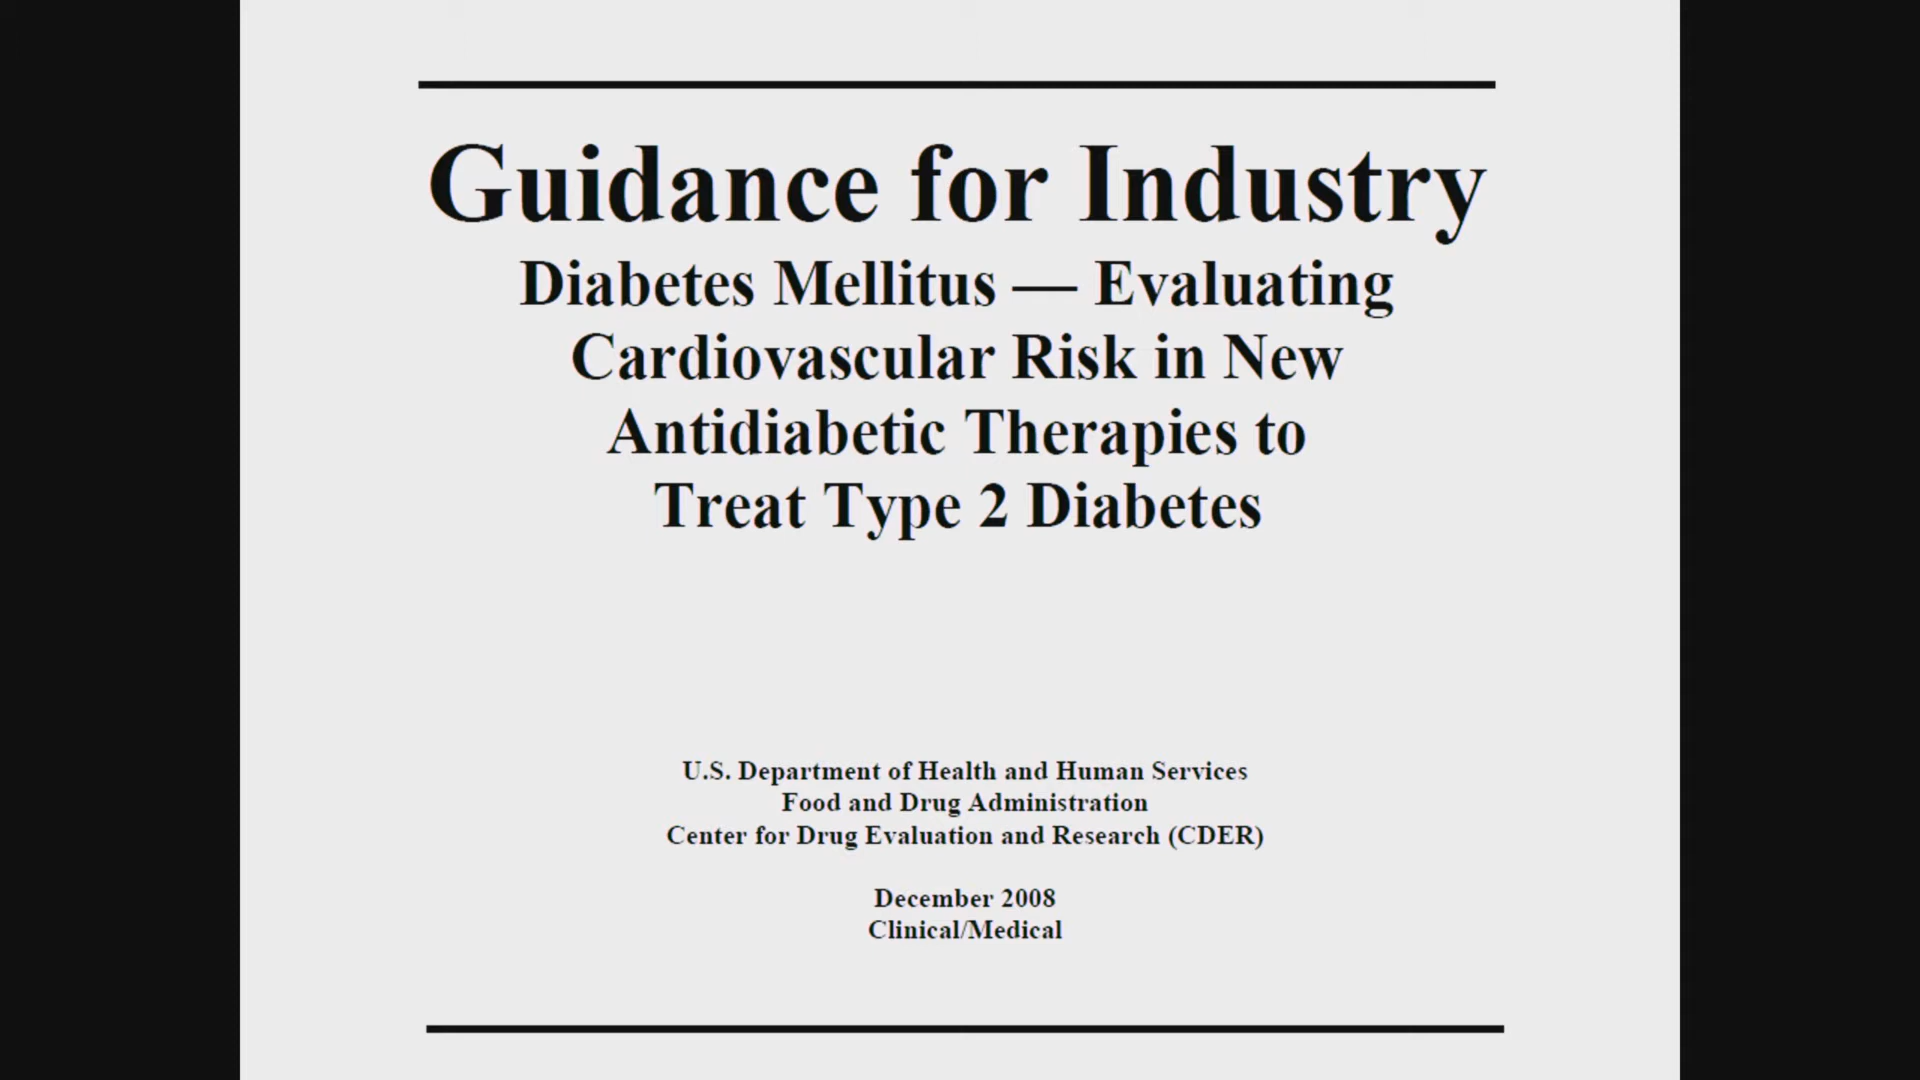 Guidance for Industry
Diabetes Mellitus — Evaluating
Cardiovascular Risk in New
Antidiabetic Therapies to
Treat Type 2 Diabetes
U.S. Department of Health and Human Services
Food and Drug Administration
Center for Drug Evaluation and Research (CDER)
December 2008
Clinical/Medical